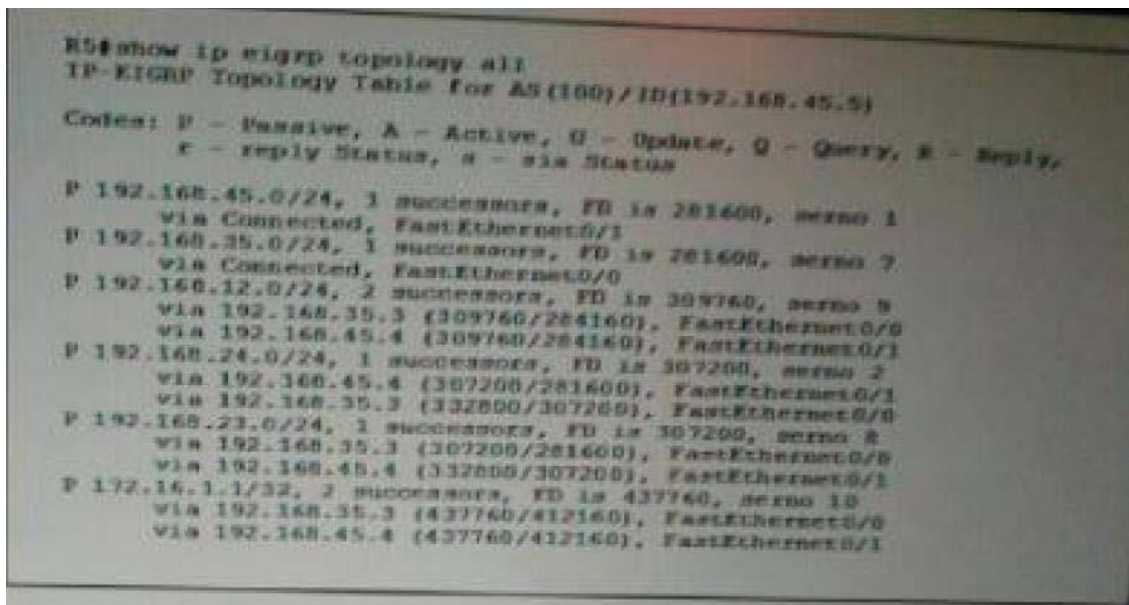 R5#show ip eigrp topology all
IP-EIGRP Topology Table for AS(100)/ID(192.168.45.5)
Codes: P - Passive, A - Active, U - Update, Q - Query, R - Reply,
r - reply Status, s - sia Status
P 192.168.45.0/24, 1 successors, FD is 281600, serno 1
via Connected, FastEthernet0/1
P 192.168.35.0/24, 1 successors, FD is 281600, serno 7
via Connected, FastEthernet0/0
P 192.168.12.0/24, 2 successors, FD is 309760, serno 9
via 192.168.35.3 (309760/284160), FastEthernet0/0
via 192.168.45.4 (309760/284160), FastEthernet0/1
P 192.168.24.0/24, 1 successors, FD is 307200, serno 2
via 192.168.45.4 (307200/281600), FastEthernet0/1
via 192.168.35.3 (332800/307200), FastEthernet0/0
P 192.168.23.0/24, 1 successors, FD is 307200, serno 8
via 192.168.35.3 (307200/281600), FastEthernet0/0
via 192.168.45.4 (332800/307200), FastEthernet0/1
P 172.16.1.1/32, 2 successors, FD is 437760, serno 10
via 192.168.35.3 (437760/412160), FastEthernet0/0
via 192.168.45.4 (437760/412160), FastEthernet0/1